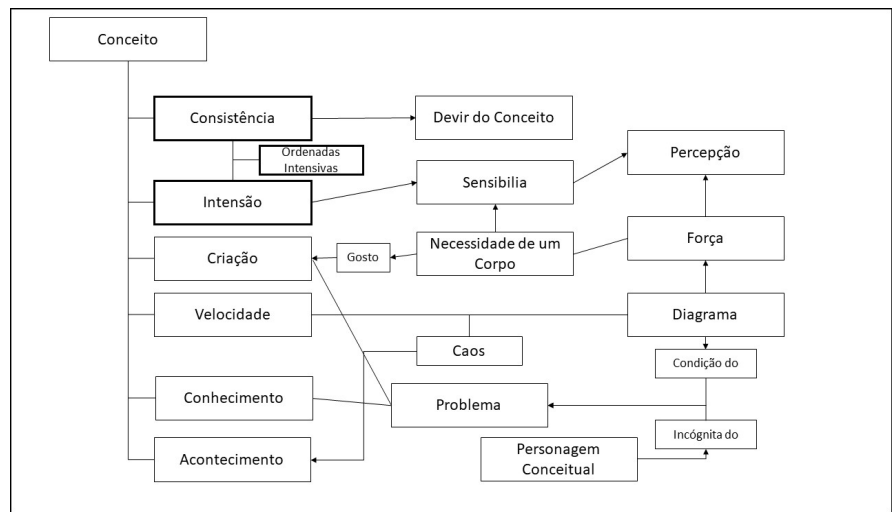 Conceito
Consistência
Devir do Conceito
Ordenadas
Intensivas
Percepção
Sensibilia
Intensão
Necessidade de um
Corpo
Força
Gosto
Criação
Velocidade
Diagrama
Caos
Condição do
Conhecimento
Problema
Incógnita do
Acontecimento
Personagem
Conceitual